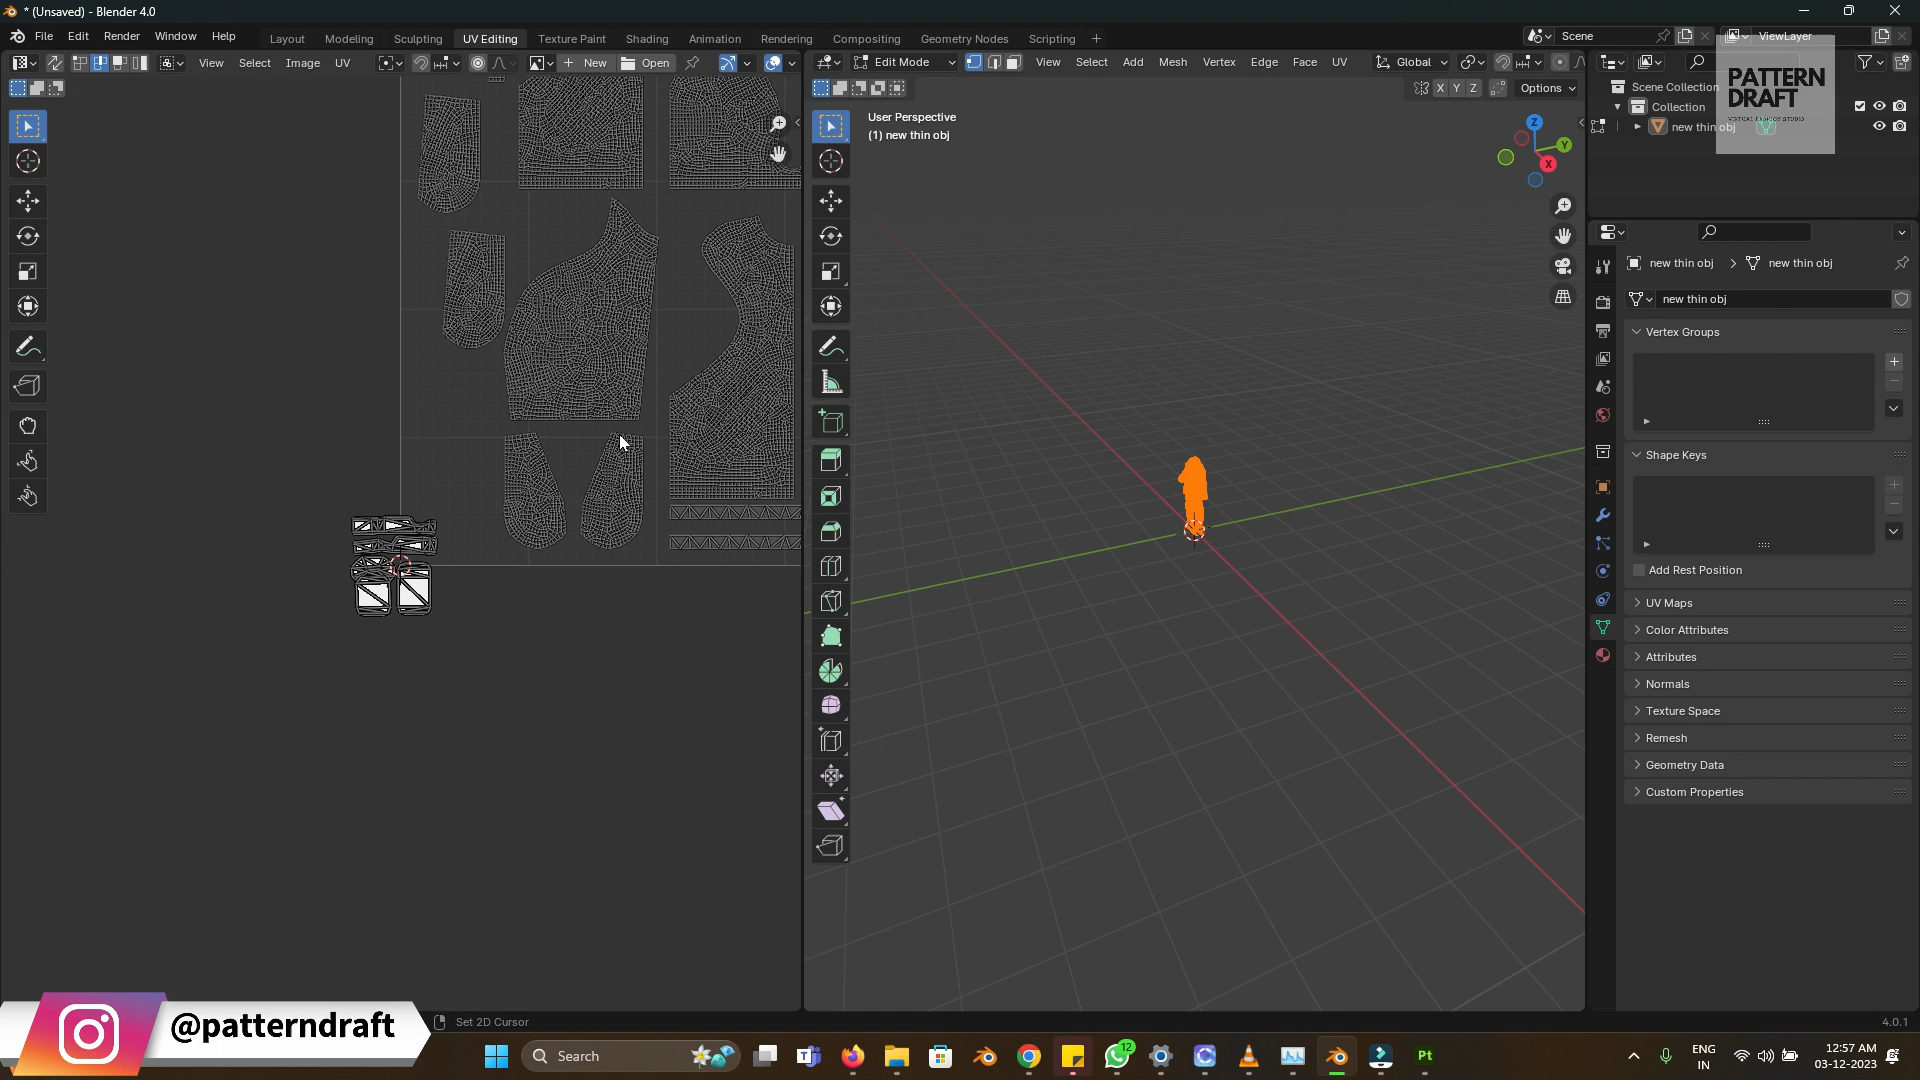 * (Unsaved) - Blender 4.0
File Edit Render Window Help
Layout Modeling Sculpting UV Editing Texture Paint Shading Animation Rendering Compositing Geometry Nodes Scripting
Scene
ViewLayer
View Select Image UV
New
Open
Edit Mode
View Select Add Mesh Vertex Edge Face UV
Global
X Y Z
Options
User Perspective
(1) new thin obj
Z
Y
X
Scene Collection
Collection
new thin obj
PATTERN
DRAFT
VIRTUAL FASHION STUDIO
new thin obj
new thin obj
new thin obj
Vertex Groups
Shape Keys
Add Rest Position
UV Maps
Color Attributes
Attributes
Normals
Texture Space
Remesh
Geometry Data
Custom Properties
@patterndraft
Set 2D Cursor
4.0.1
Search
12
Pt
ENG
IN
12:57 AM
03-12-2023